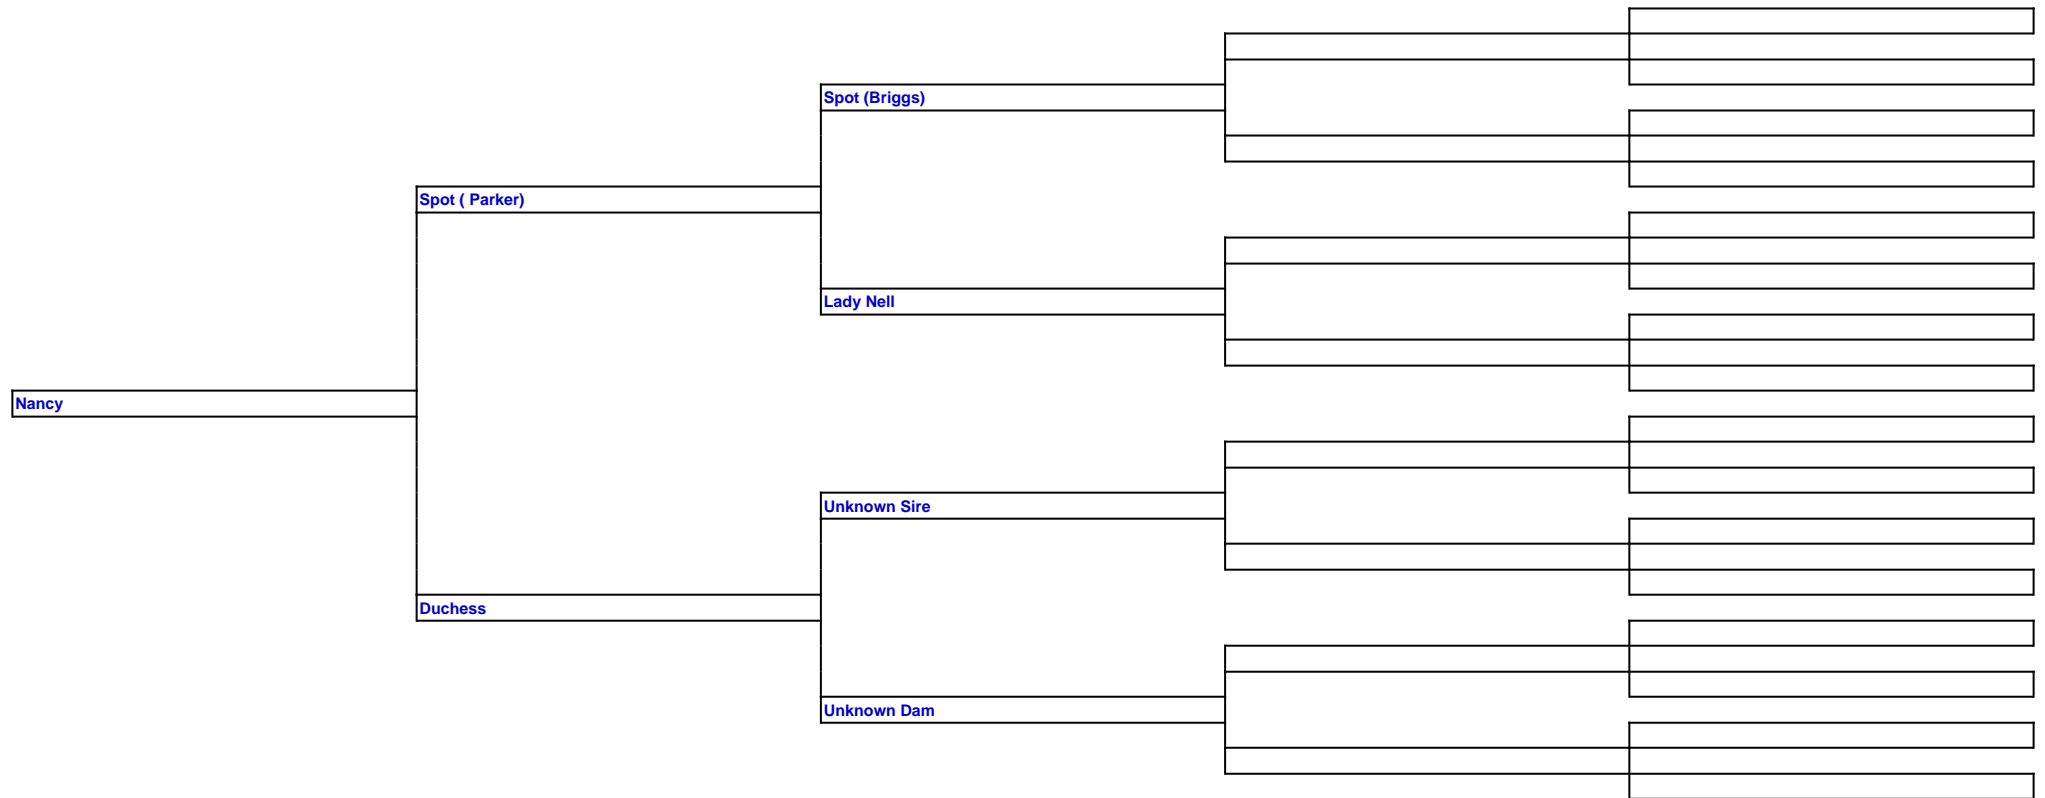 Spot (Briggs)
Spot ( Parker)
Lady Nell
Nancy
Unknown Sire
Duchess
Unknown Dam